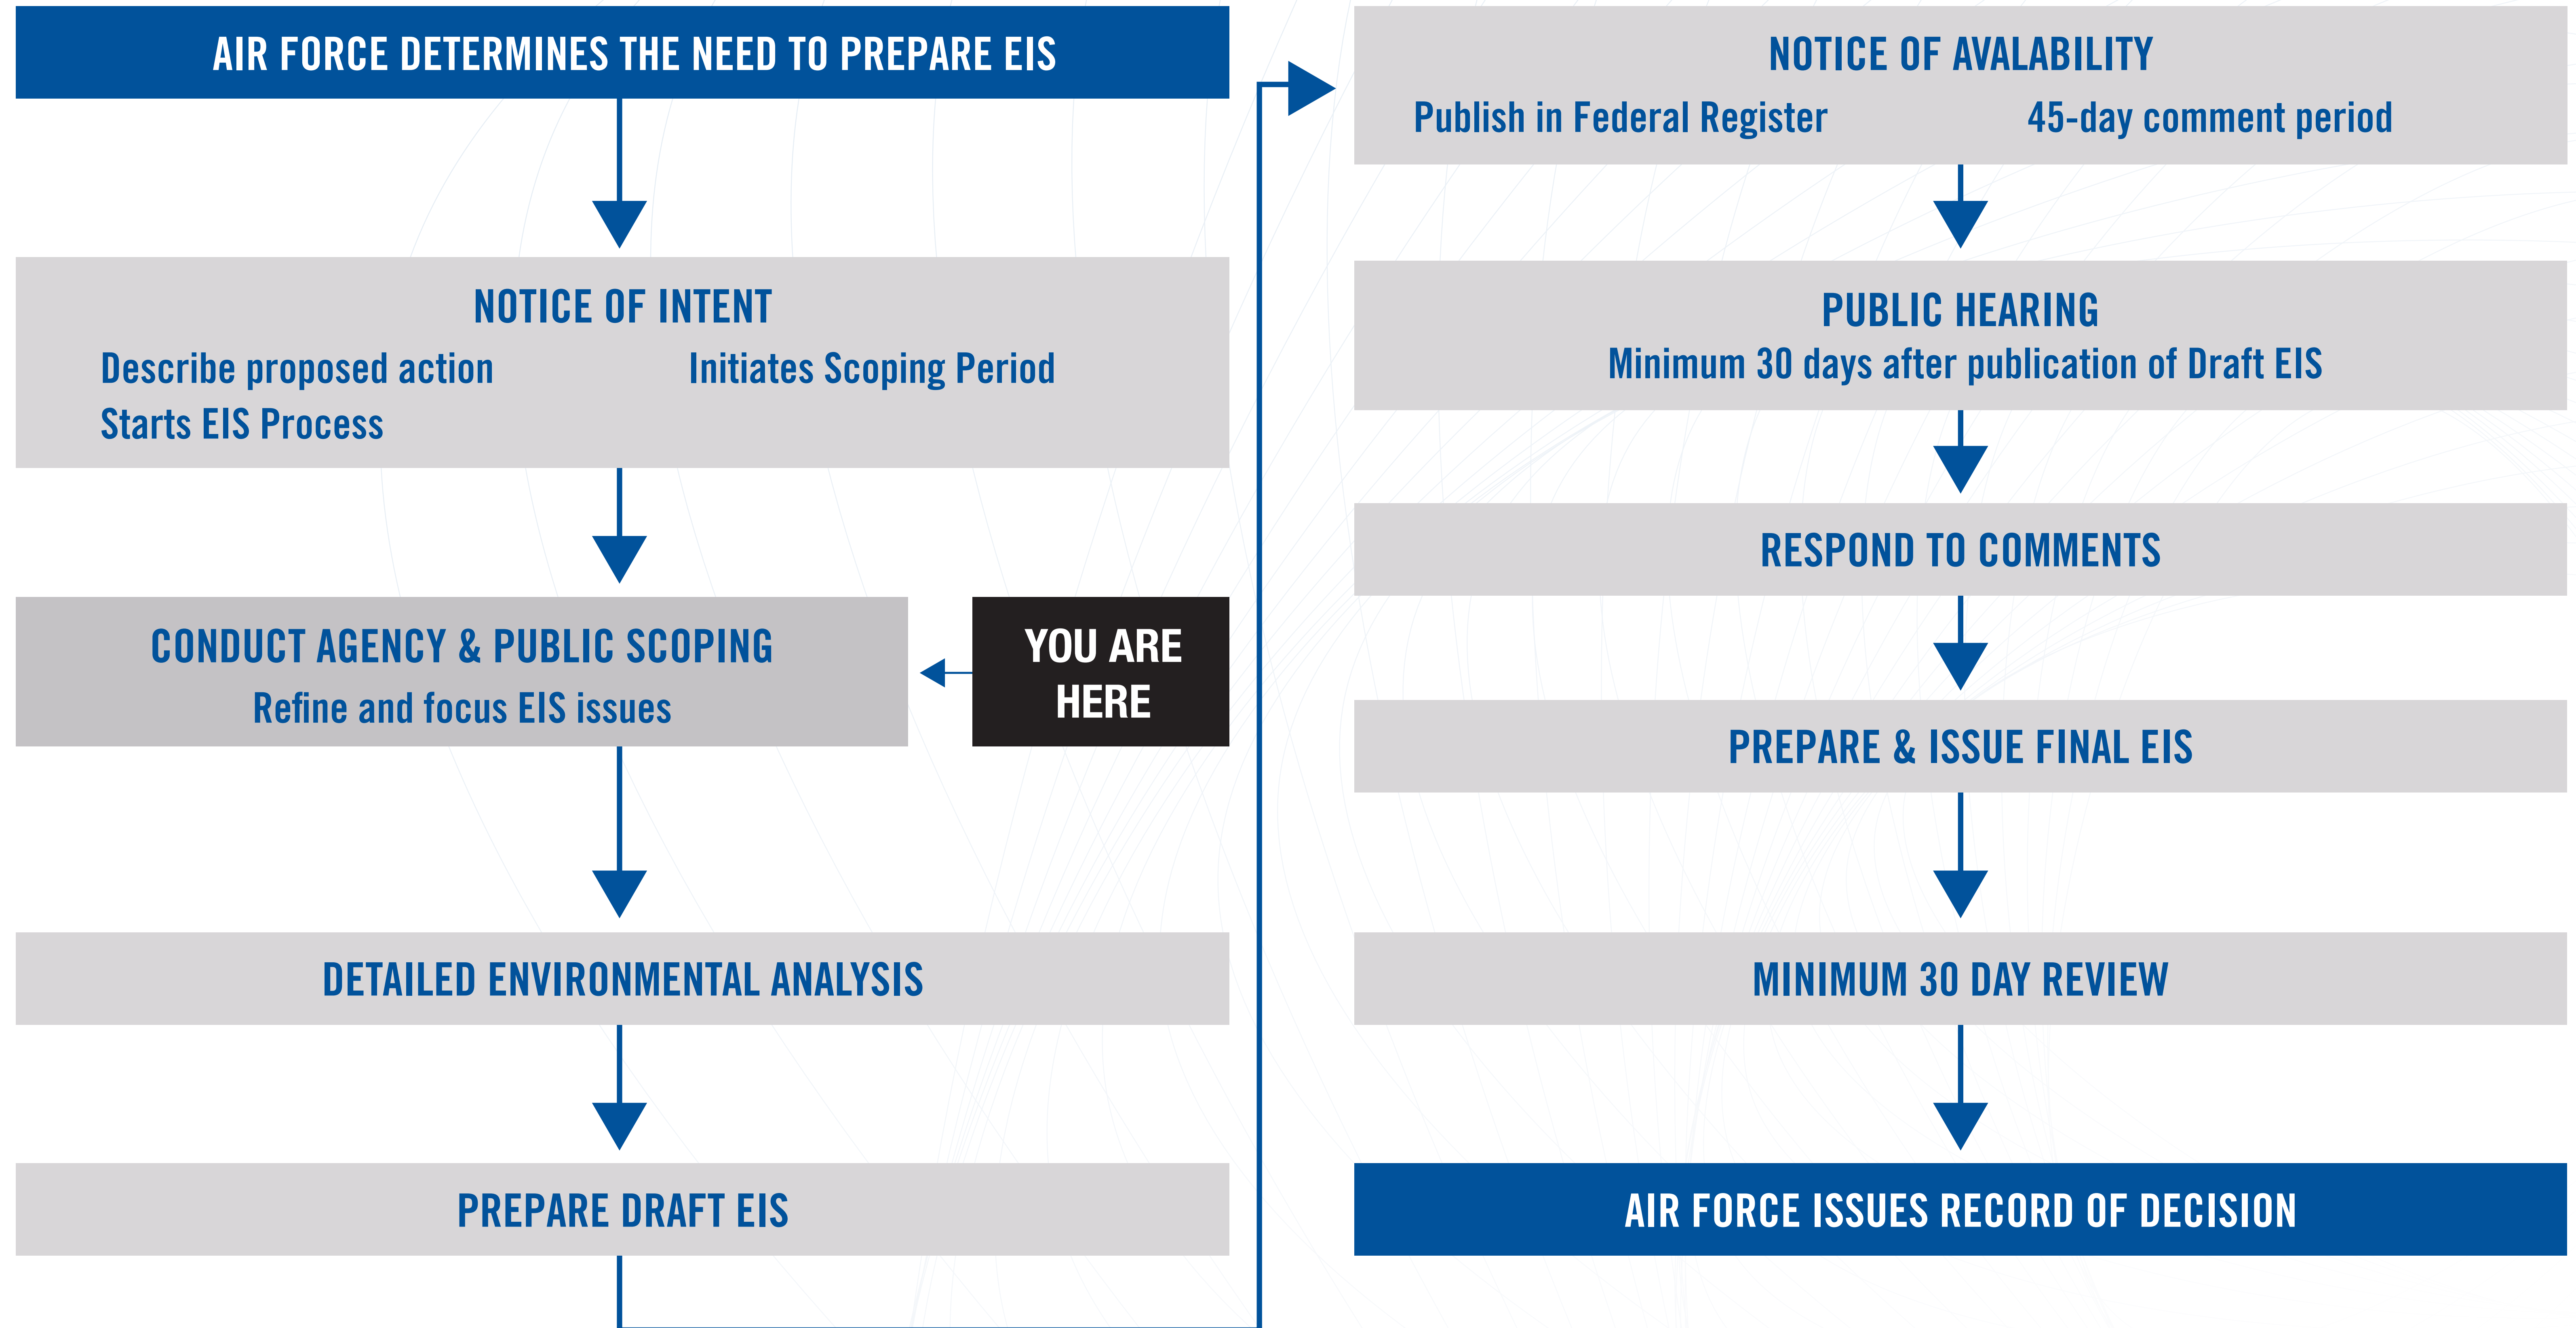 AIR FORCE DETERMINES THE NEED TO PREPARE EIS
NOTICE OF INTENT
Describe proposed action
Initiates Scoping Period
Starts EIS Process
CONDUCT AGENCY & PUBLIC SCOPING
Refine and focus EIS issues
YOU ARE
HERE
DETAILED ENVIRONMENTAL ANALYSIS
PREPARE DRAFT EIS
NOTICE OF AVALABILITY
Publish in Federal Register
45-day comment period
PUBLIC HEARING
Minimum 30 days after publication of Draft EIS
RESPOND TO COMMENTS
PREPARE & ISSUE FINAL EIS
MINIMUM 30 DAY REVIEW
AIR FORCE ISSUES RECORD OF DECISION